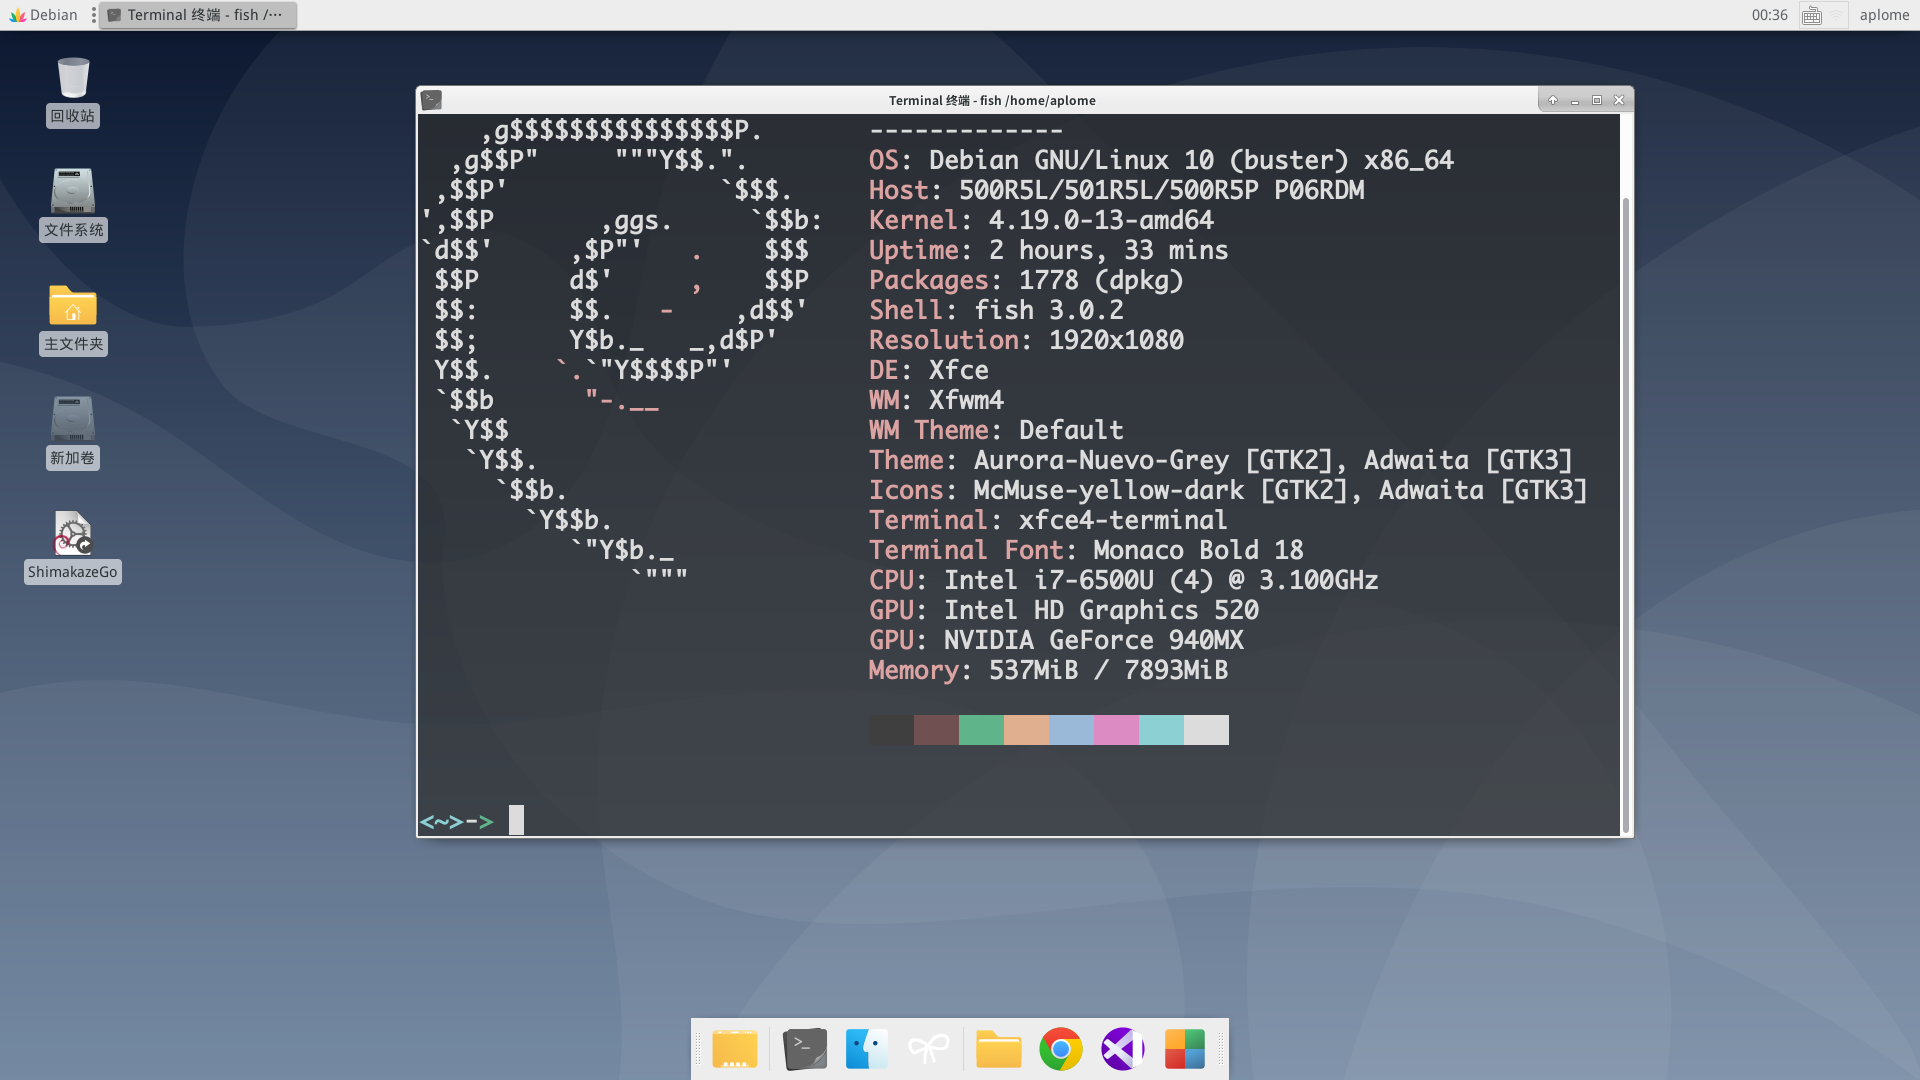 Debian
Terminal 终端 - fish /···
00:36
aplome
回收站
文件系统
主文件夹
新加卷
ShimakazeGo
Terminal 终端 - fish /home/aplome
     ,g$$$$$$$$$$$$$$$P.       -------------
  ,g$$P"     """Y$$.".        OS: Debian GNU/Linux 10 (buster) x86_64
 ,$$P'              `$$$.     Host: 500R5L/501R5L/500R5P P06RDM
',$$P       ,ggs.     `$$b:   Kernel: 4.19.0-13-amd64
`d$$'     ,$P"'   .    $$$    Uptime: 2 hours, 33 mins
 $$P      d$'     ,    $$P    Packages: 1778 (dpkg)
 $$:      $$.   -    ,d$$'    Shell: fish 3.0.2
 $$;      Y$b._   _,d$P'      Resolution: 1920x1080
 Y$$.    `.`"Y$$$$P"'         DE: Xfce
 `$$b      "-.__              WM: Xfwm4
  `Y$$                        WM Theme: Default
   `Y$$.                      Theme: Aurora-Nuevo-Grey [GTK2], Adwaita [GTK3]
     `$$b.                    Icons: McMuse-yellow-dark [GTK2], Adwaita [GTK3]
       `Y$$b.                 Terminal: xfce4-terminal
          `"Y$b._             Terminal Font: Monaco Bold 18
              `"""            CPU: Intel i7-6500U (4) @ 3.100GHz
GPU: Intel HD Graphics 520
GPU: NVIDIA GeForce 940MX
Memory: 537MiB / 7893MiB
<~>->